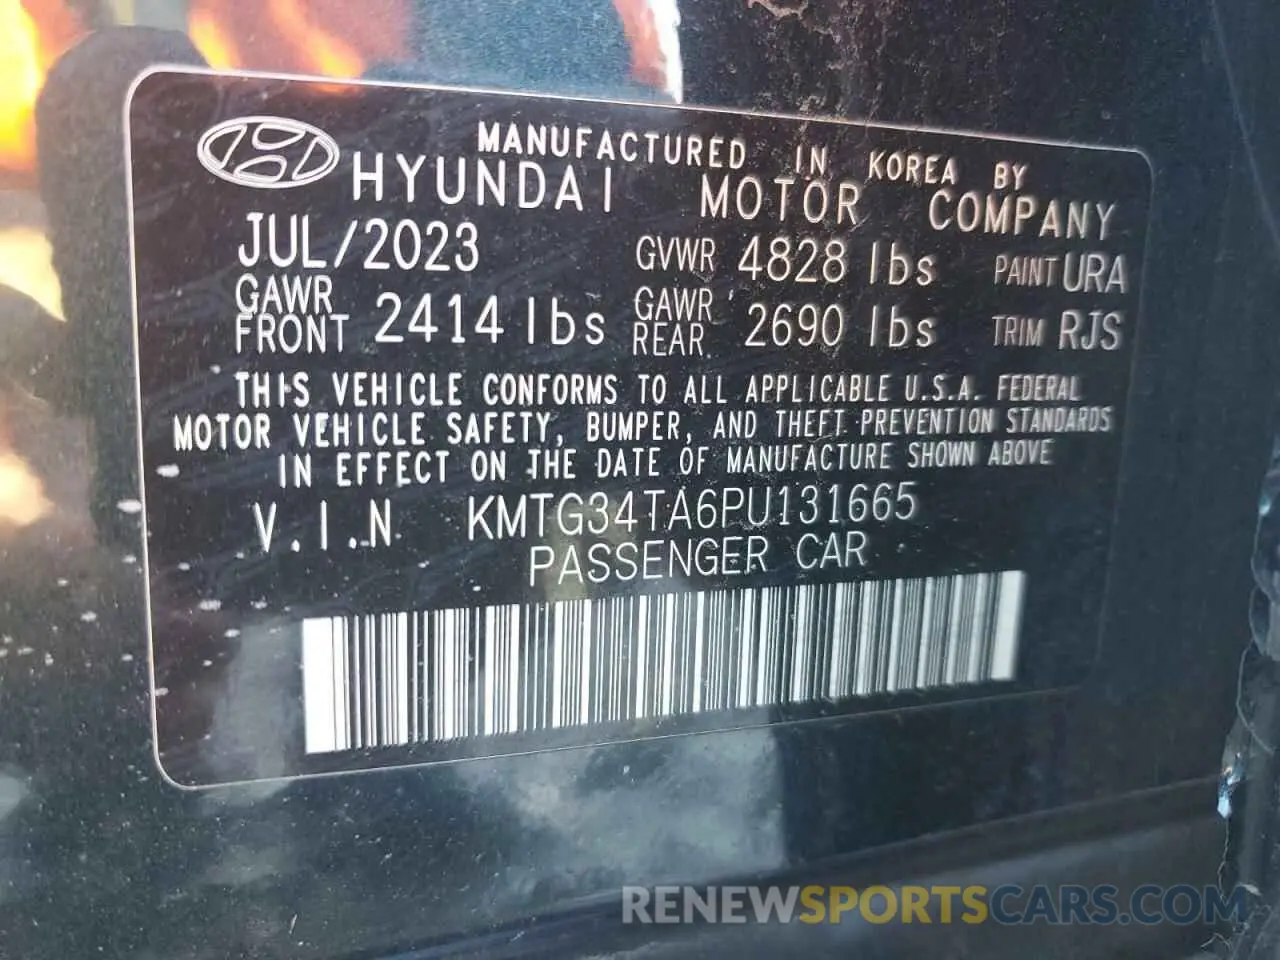 MANUFACTURED IN KOREA BY
HYUNDAI MOTOR COMPANY
JUL/2023 GVWR 4828 lbs PAINT URA
GAWR FRONT 2414 lbs GAWR REAR 2690 lbs TRIM RJS
THIS VEHICLE CONFORMS TO ALL APPLICABLE U.S.A. FEDERAL
MOTOR VEHICLE SAFETY, BUMPER, AND THEFT PREVENTION STANDARDS
IN EFFECT ON THE DATE OF MANUFACTURE SHOWN ABOVE
V.I.N. KMTG34TA6PU131665
PASSENGER CAR
RENEWSPORTSCARS.COM